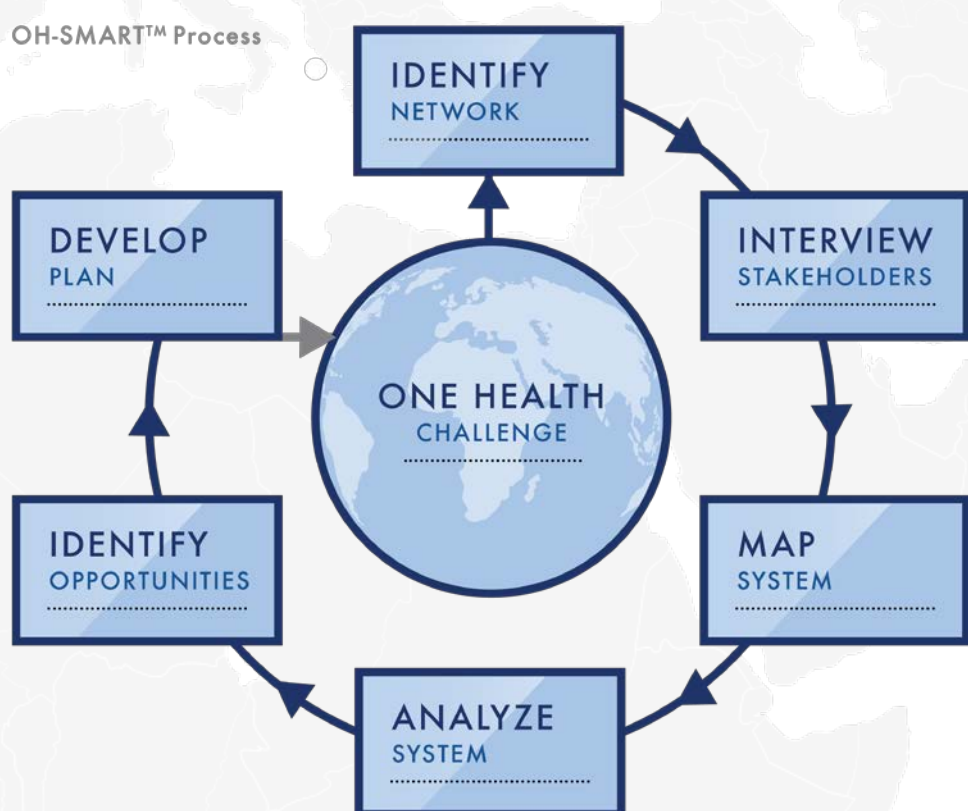 OH-SMART™ Process
IDENTIFY
NETWORK
INTERVIEW
STAKEHOLDERS
MAP
SYSTEM
ANALYZE
SYSTEM
IDENTIFY
OPPORTUNITIES
DEVELOP
PLAN
ONE HEALTH
CHALLENGE